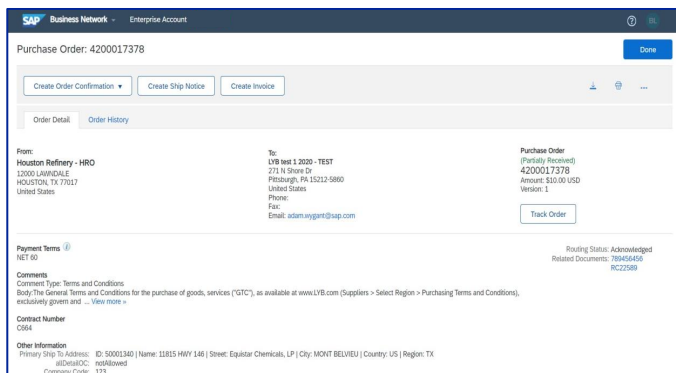 SAP Business Network Enterprise Account
BL
Purchase Order: 4200017378
Done
Create Order Confirmation ▼
Create Ship Notice
Create Invoice
...
Order Detail
Order History
From:
Houston Refinery - HRO
12000 LAWNDALE
HOUSTON, TX 77017
United States
To:
LYB test 1 2020 - TEST
271 N Shore Dr
Pittsburgh, PA 15212-5860
United States
Phone:
Fax:
Email: adam.wygant@sap.com
Purchase Order
(Partially Received)
4200017378
Amount: $10.00 USD
Version: 1
Track Order
Payment Terms
NET 60
Routing Status: Acknowledged
Related Documents: 789456456
RC22589
Comments
Comment Type: Terms and Conditions
Body:The General Terms and Conditions for the purchase of goods, services ("GTC"), as available at www.LYB.com (Suppliers > Select Region > Purchasing Terms and Conditions),
exclusively govern and ... View more »
Contract Number
C664
Other Information
Primary Ship To Address: ID: 50001340 | Name: 11815 HWY 146 | Street: Equistar Chemicals, LP | City: MONT BELVIEU | Country: US | Region: TX
allDetailOC: notAllowed
Company Code: 123